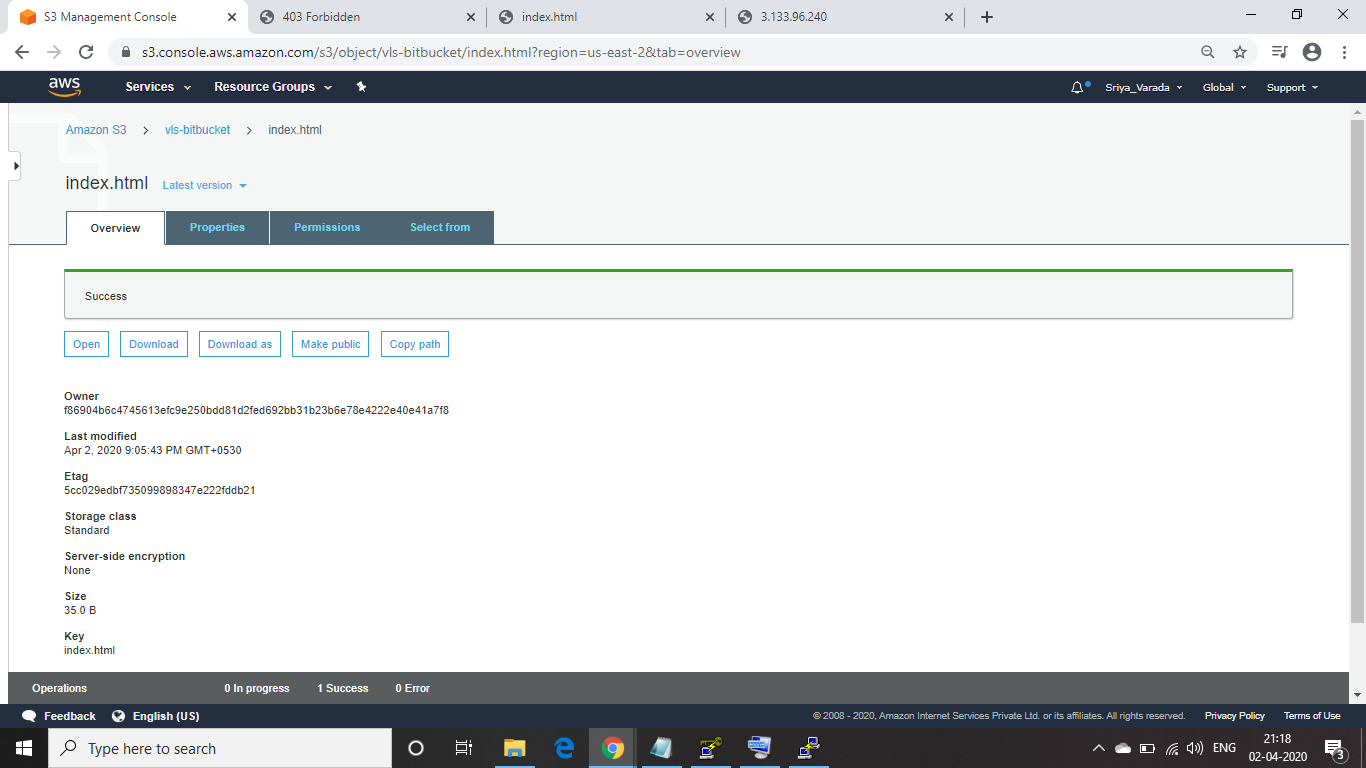 S3 Management Console
403 Forbidden
index.html
3.133.96.240
s3.console.aws.amazon.com/s3/object/vls-bitbucket/index.html?region=us-east-2&tab=overview
aws Services Resource Groups Sriya_Varada Global Support
Amazon S3 > vls-bitbucket > index.html
index.html Latest version
Overview Properties Permissions Select from
Success
Open Download Download as Make public Copy path
Owner
f86904b6c4745613efc9e250bdd81d2fed692bb31b23b6e78e4222e40e41a7f8
Last modified
Apr 2, 2020 9:05:43 PM GMT+0530
Etag
5cc029edbf735099898347e222fddb21
Storage class
Standard
Server-side encryption
None
Size
35.0 B
Key
index.html
Operations 0 In progress 1 Success 0 Error
Feedback English (US) © 2008 - 2020, Amazon Internet Services Private Ltd. or its affiliates. All rights reserved. Privacy Policy Terms of Use
Type here to search
ENG
21:18
02-04-2020
3